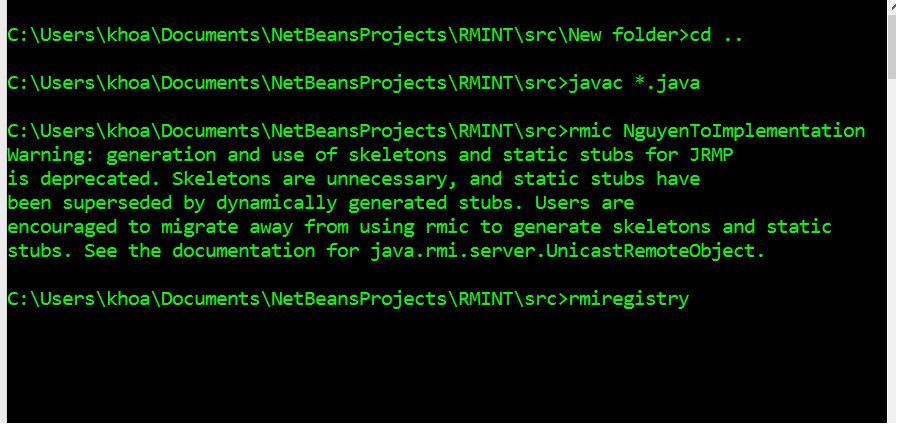 C:\Users\khoa\Documents\NetBeansProjects\RMINT\src\New folder>cd ..
C:\Users\khoa\Documents\NetBeansProjects\RMINT\src>javac *.java
C:\Users\khoa\Documents\NetBeansProjects\RMINT\src>rmic NguyenToImplementation
Warning: generation and use of skeletons and static stubs for JRMP
is deprecated. Skeletons are unnecessary, and static stubs have
been superseded by dynamically generated stubs. Users are
encouraged to migrate away from using rmic to generate skeletons and static
stubs. See the documentation for java.rmi.server.UnicastRemoteObject.
C:\Users\khoa\Documents\NetBeansProjects\RMINT\src>rmiregistry